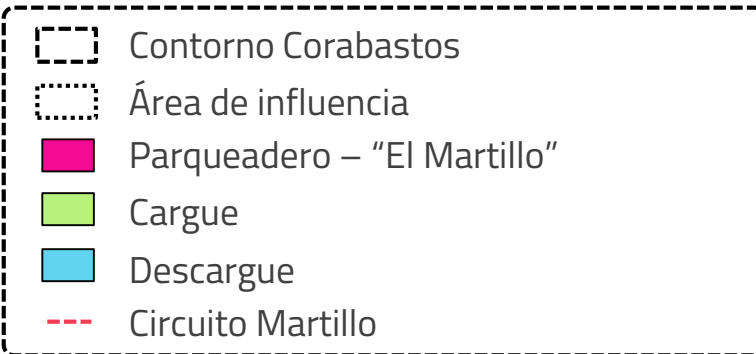 Contorno Corabastos
Área de influencia
Parqueadero – “El Martillo”
Cargue
Descargue
Circuito Martillo